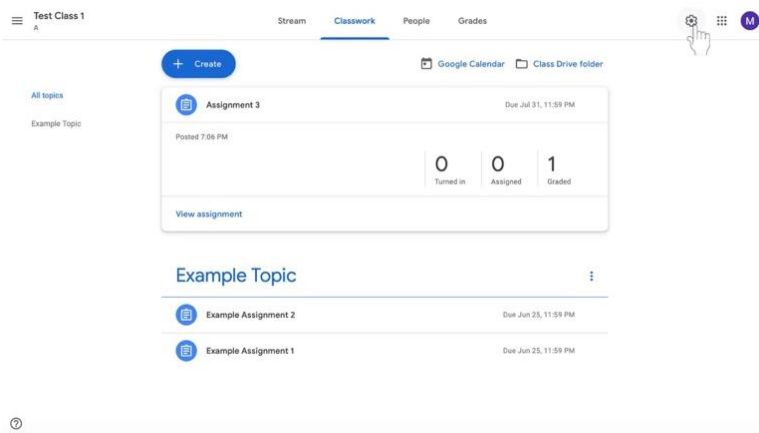 Test Class 1
A
Stream Classwork People Grades
M
Create
Google Calendar Class Drive folder
All topics
Example Topic
Assignment 3 Due Jul 31, 11:59 PM
Posted 7:06 PM
0 0 1
Turned in Assigned Graded
View assignment
Example Topic
Example Assignment 2 Due Jun 25, 11:59 PM
Example Assignment 1 Due Jun 25, 11:59 PM